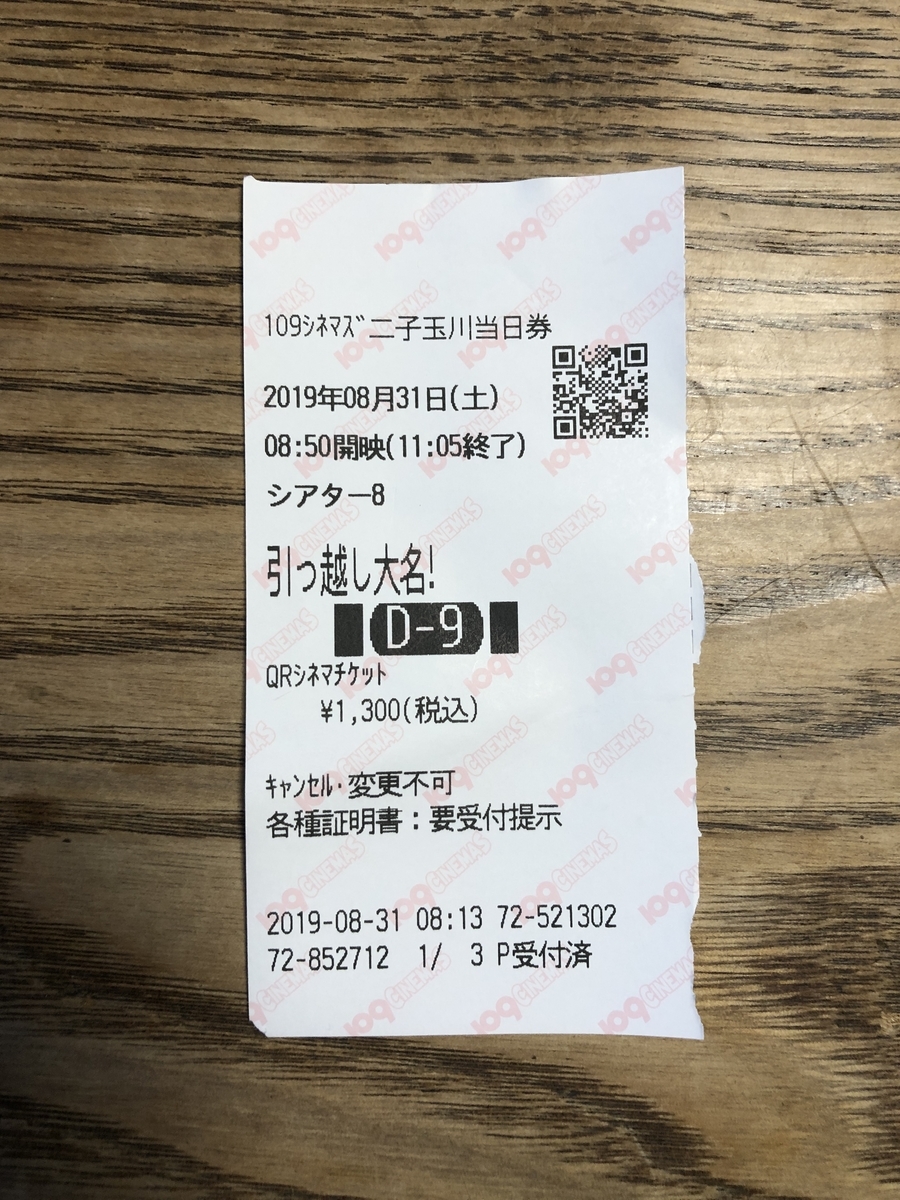 109ｼﾈﾏｽﾞ二子玉川当日券
2019年08月31日(土)
08:50開映(11:05終了)
シアター8
引っ越し大名!
D-9
QRｼﾈﾏﾁｹｯﾄ
¥1,300(税込)
ｷｬﾝｾﾙ･変更不可
各種証明書：要受付提示
2019-08-31 08:13 72-521302
72-852712 1/ 3 P受付済
109 CINEMAS